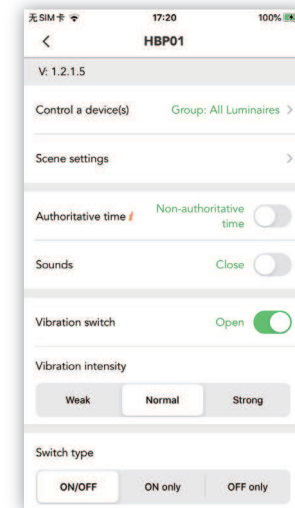 无SIM卡 17:20 100%
HBP01
V: 1.2.1.5
Control a device(s) Group: All Luminaires
Scene settings
Authoritative time Non-authoritative
time
Sounds Close
Vibration switch Open
Vibration intensity
Weak Normal Strong
Switch type
ON/OFF ON only OFF only